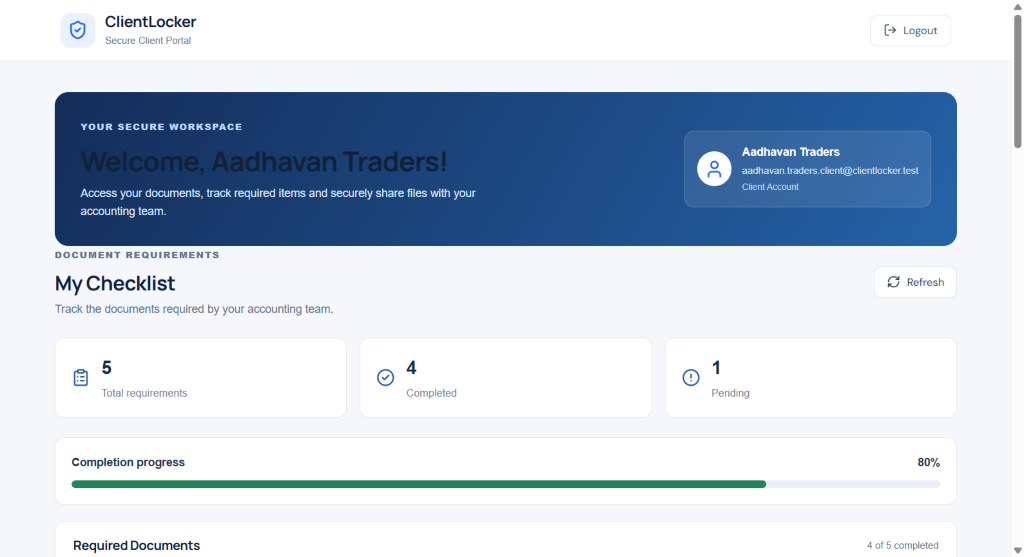 ClientLocker
Secure Client Portal
Logout
YOUR SECURE WORKSPACE
Welcome, Aadhavan Traders!
Access your documents, track required items and securely share files with your
accounting team.
Aadhavan Traders
aadhavan.traders.client@clientlocker.test
Client Account
DOCUMENT REQUIREMENTS
My Checklist
Track the documents required by your accounting team.
Refresh
5
Total requirements
4
Completed
1
Pending
Completion progress
80%
Required Documents
4 of 5 completed